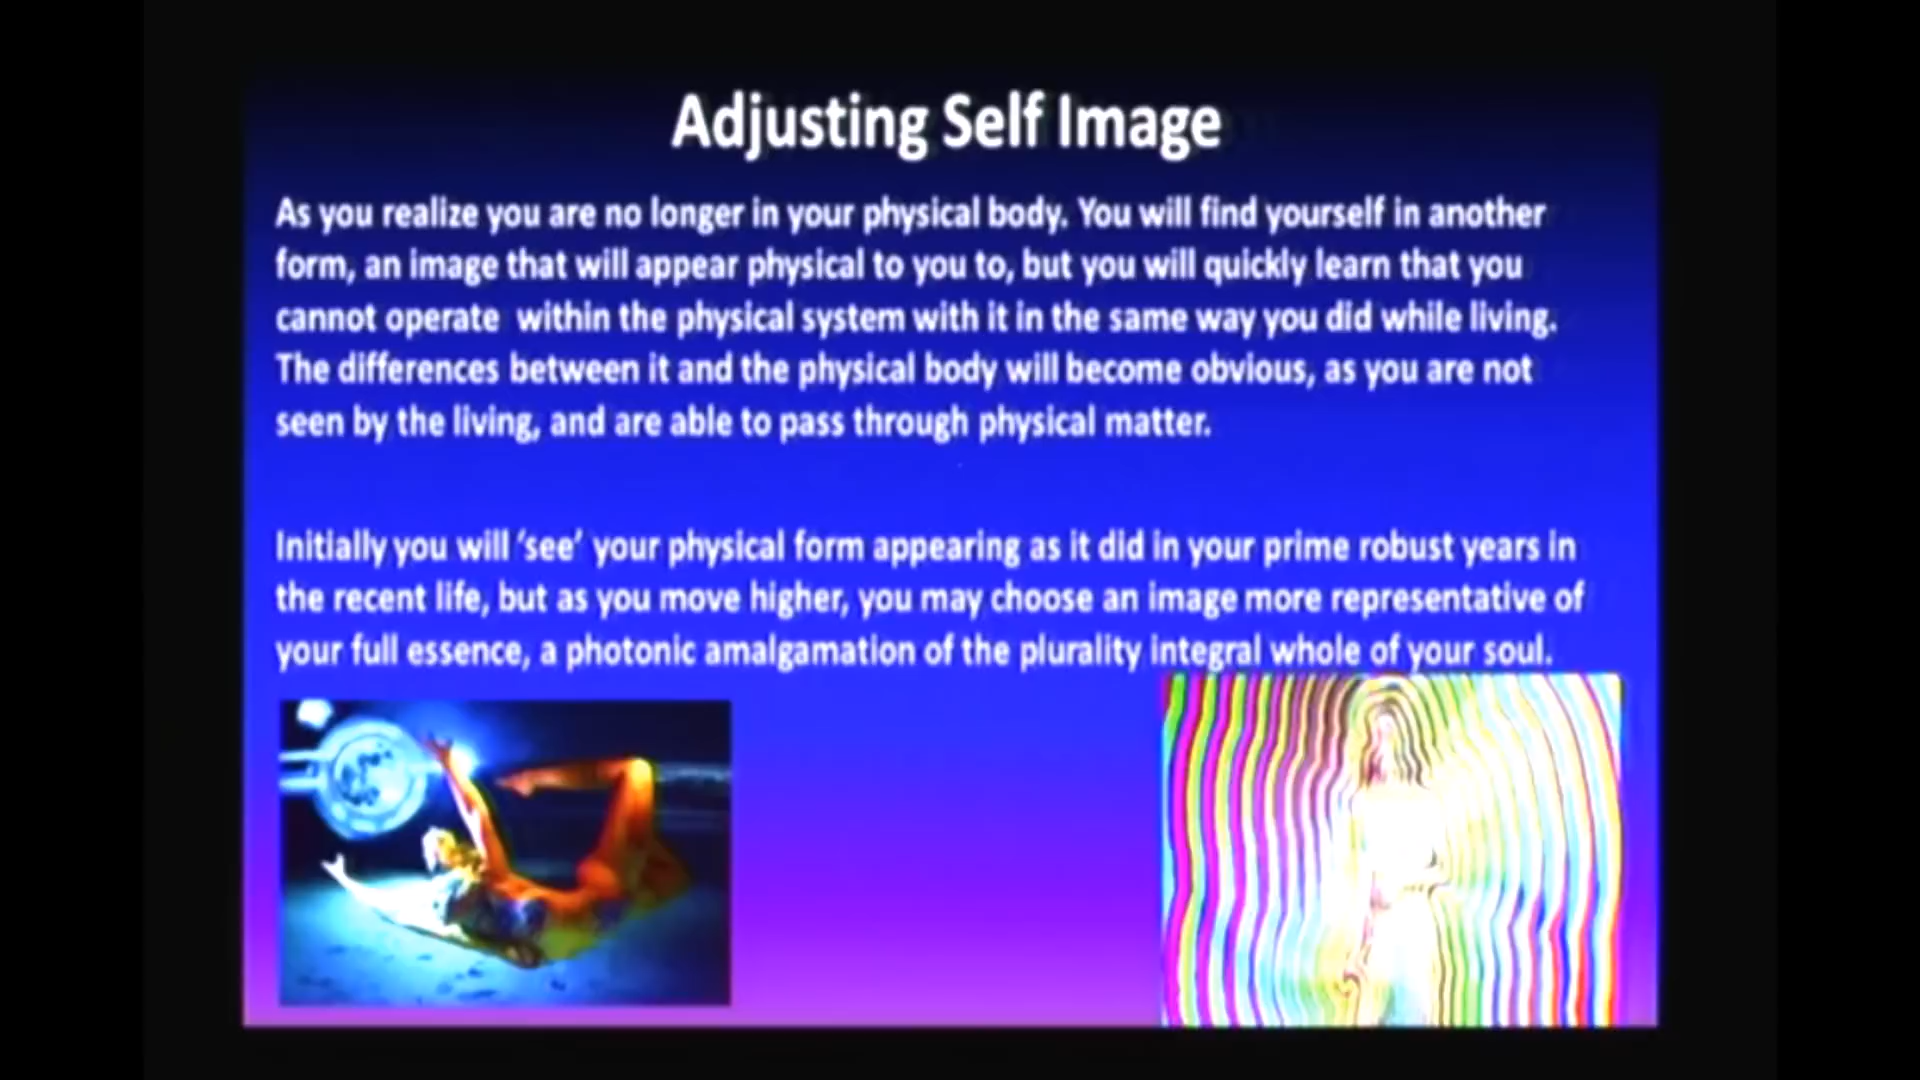 Adjusting Self Image
As you realize you are no longer in your physical body. You will find yourself in another
form, an image that will appear physical to you to, but you will quickly learn that you
cannot operate within the physical system with it in the same way you did while living.
The differences between it and the physical body will become obvious, as you are not
seen by the living, and are able to pass through physical matter.
Initially you will ‘see’ your physical form appearing as it did in your prime robust years in
the recent life, but as you move higher, you may choose an image more representative of
your full essence, a photonic amalgamation of the plurality integral whole of your soul.